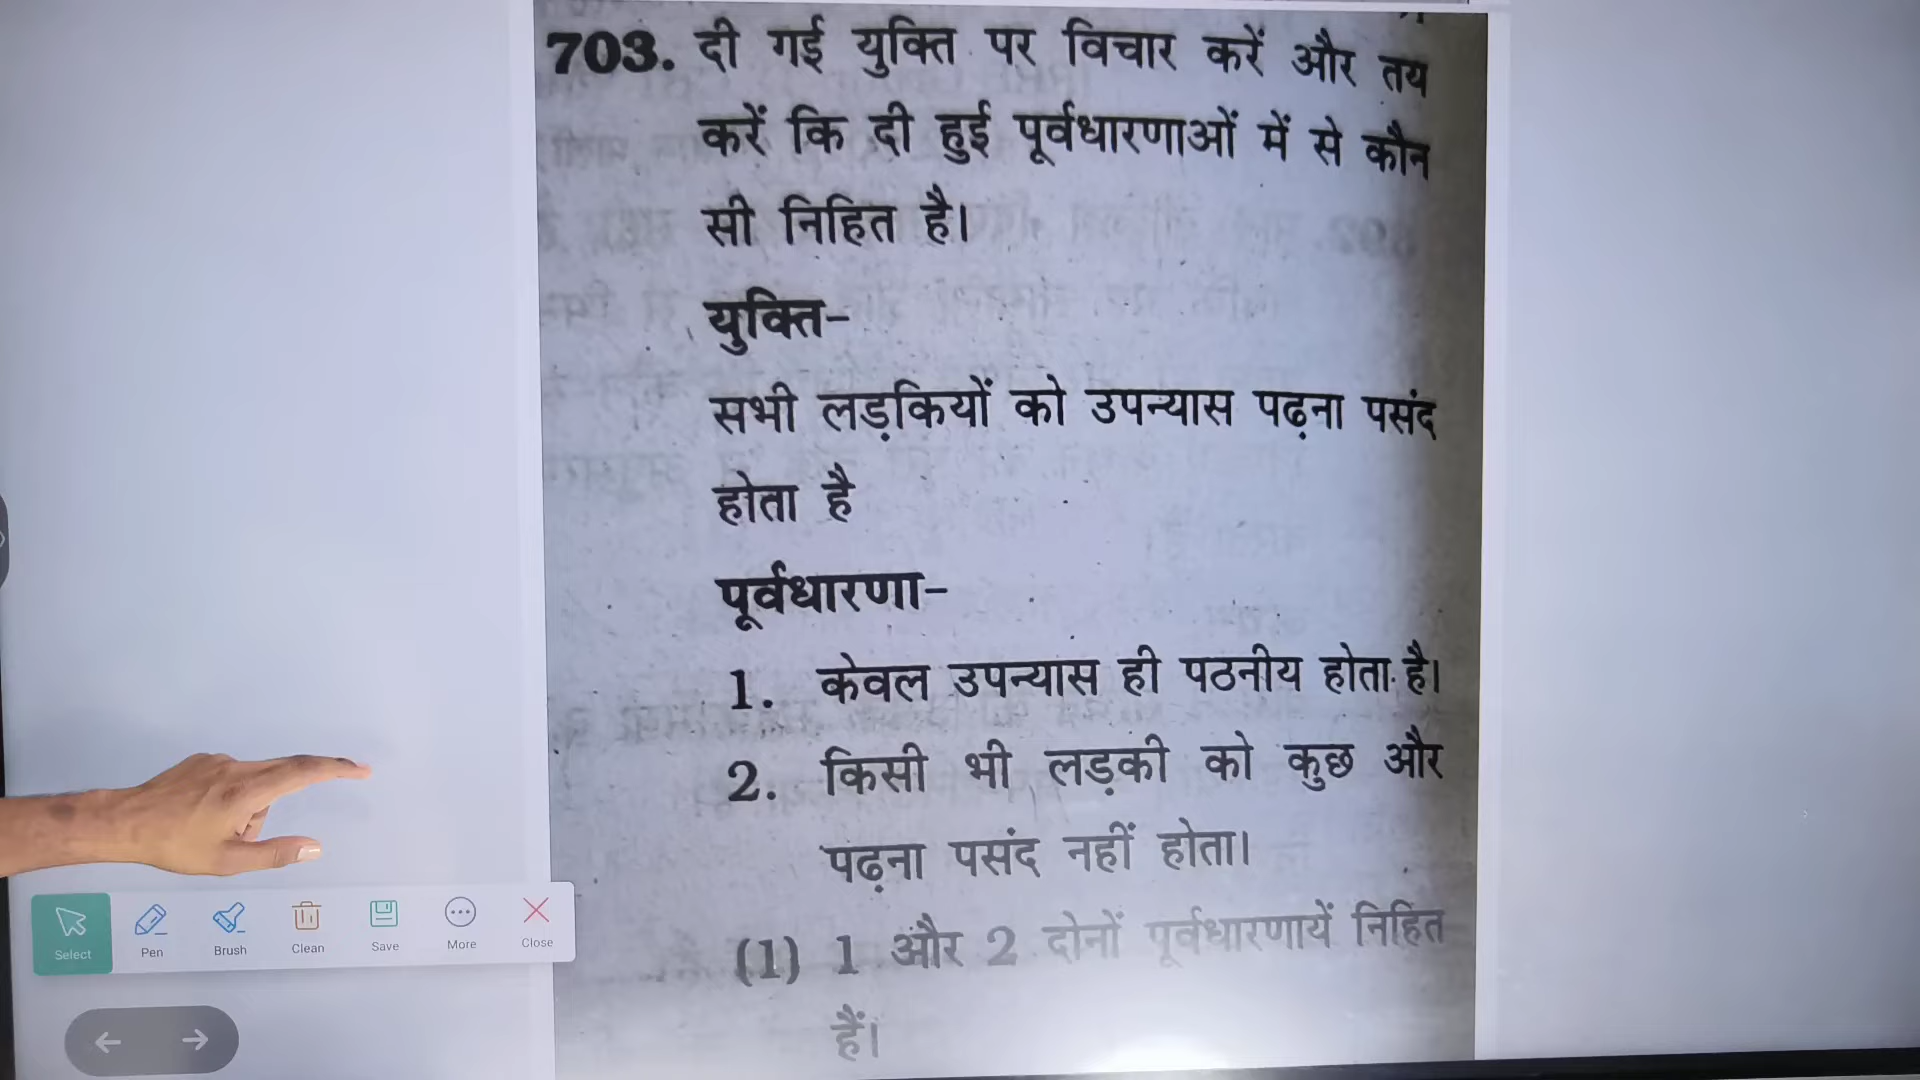 703. दी गई युक्ति पर विचार करें और तय
करें कि दी हुई पूर्वधारणाओं में से कौन
सी निहित है।
युक्ति-
सभी लड़कियों को उपन्यास पढ़ना पसंद
होता है
पूर्वधारणा-
1. केवल उपन्यास ही पठनीय होता है।
2. किसी भी लड़की को कुछ और
पढ़ना पसंद नहीं होता।
(1) 1 और 2 दोनों पूर्वधारणायें निहित
हैं।
Select Pen Brush Clean Save More Close